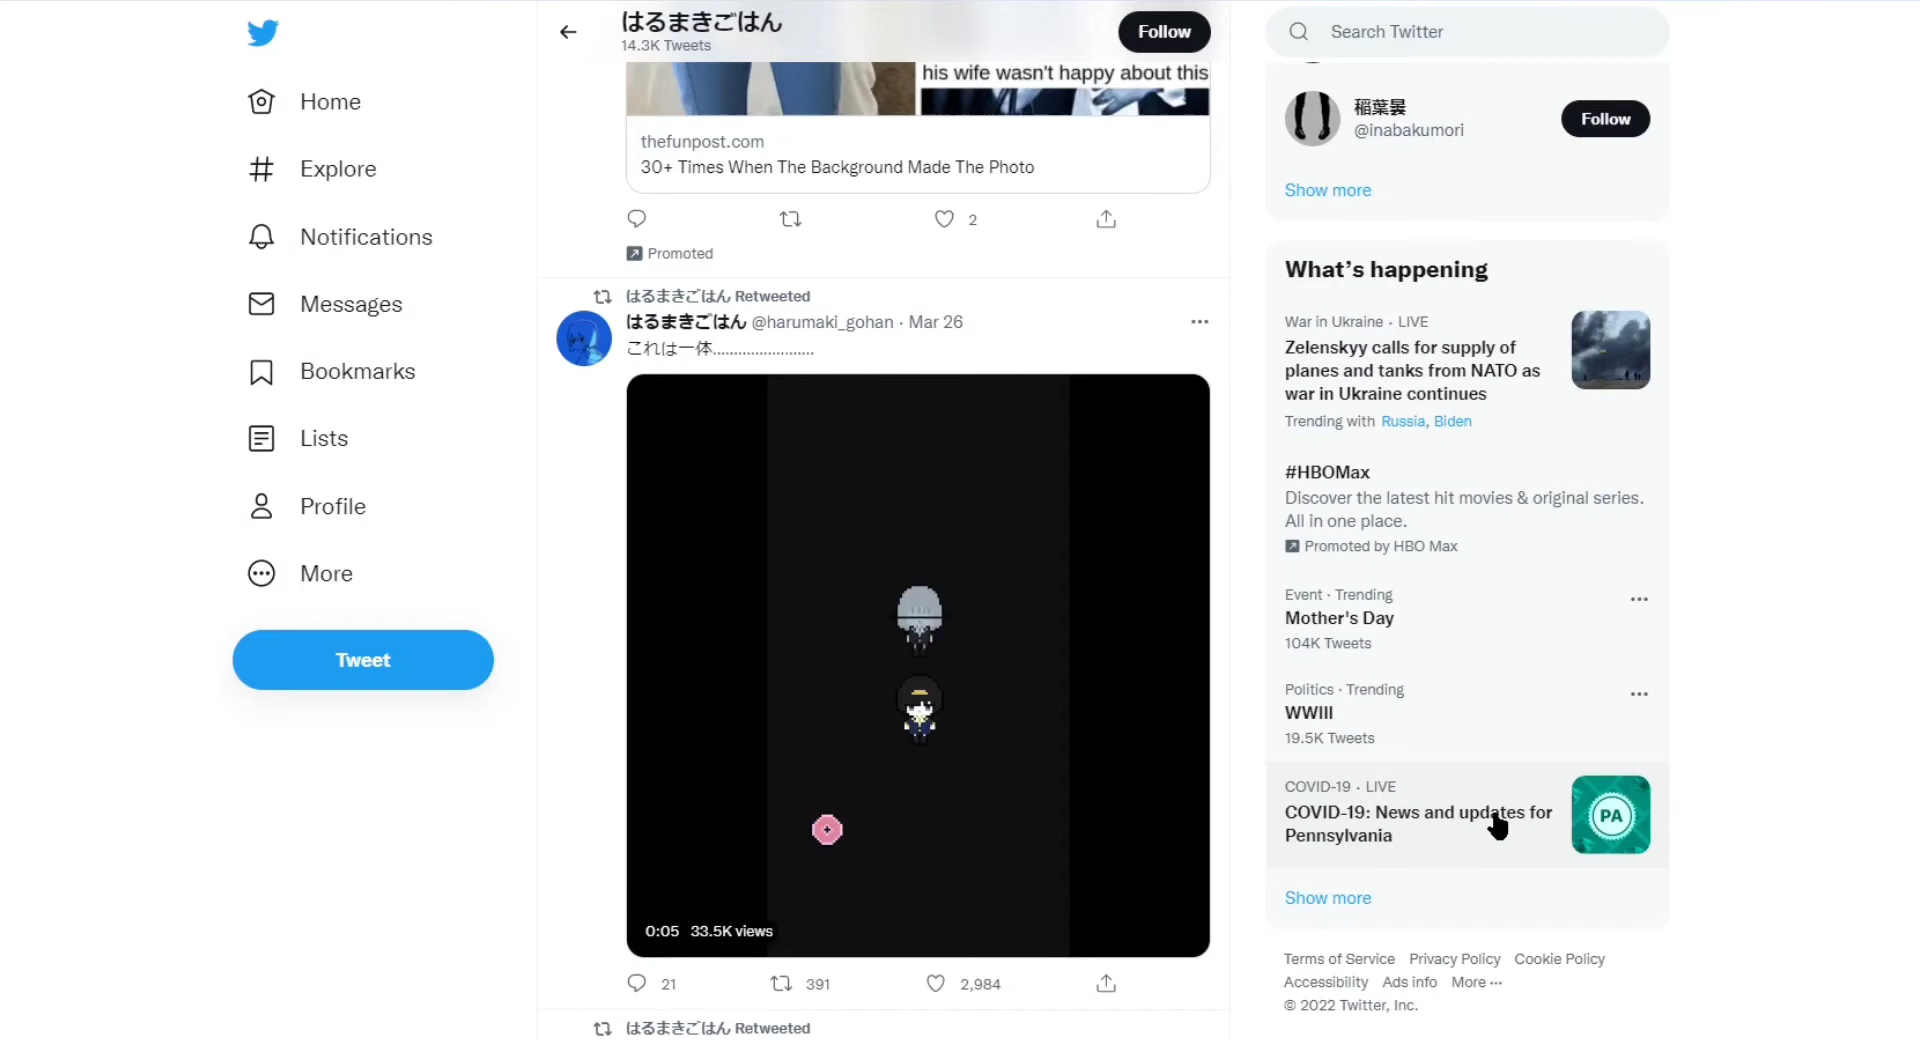 Home
Explore
Notifications
Messages
Bookmarks
Lists
Profile
More
Tweet
はるまきごはん
14.3K Tweets
Follow
his wife wasn't happy about this
thefunpost.com
30+ Times When The Background Made The Photo
2
Promoted
はるまきごはん Retweeted
はるまきごはん @harumaki_gohan · Mar 26
これは一体........................
0:05 33.5K views
21 391 2,984
はるまきごはん Retweeted
Search Twitter
稲葉曇
@inabakumori
Follow
Show more
What's happening
War in Ukraine · LIVE
Zelenskyy calls for supply of
planes and tanks from NATO as
war in Ukraine continues
Trending with Russia, Biden
#HBOMax
Discover the latest hit movies & original series.
All in one place.
Promoted by HBO Max
Event · Trending
Mother's Day
104K Tweets
Politics · Trending
WWIII
19.5K Tweets
COVID-19 · LIVE
COVID-19: News and updates for
Pennsylvania
PA
Show more
Terms of Service Privacy Policy Cookie Policy
Accessibility Ads info More ···
© 2022 Twitter, Inc.